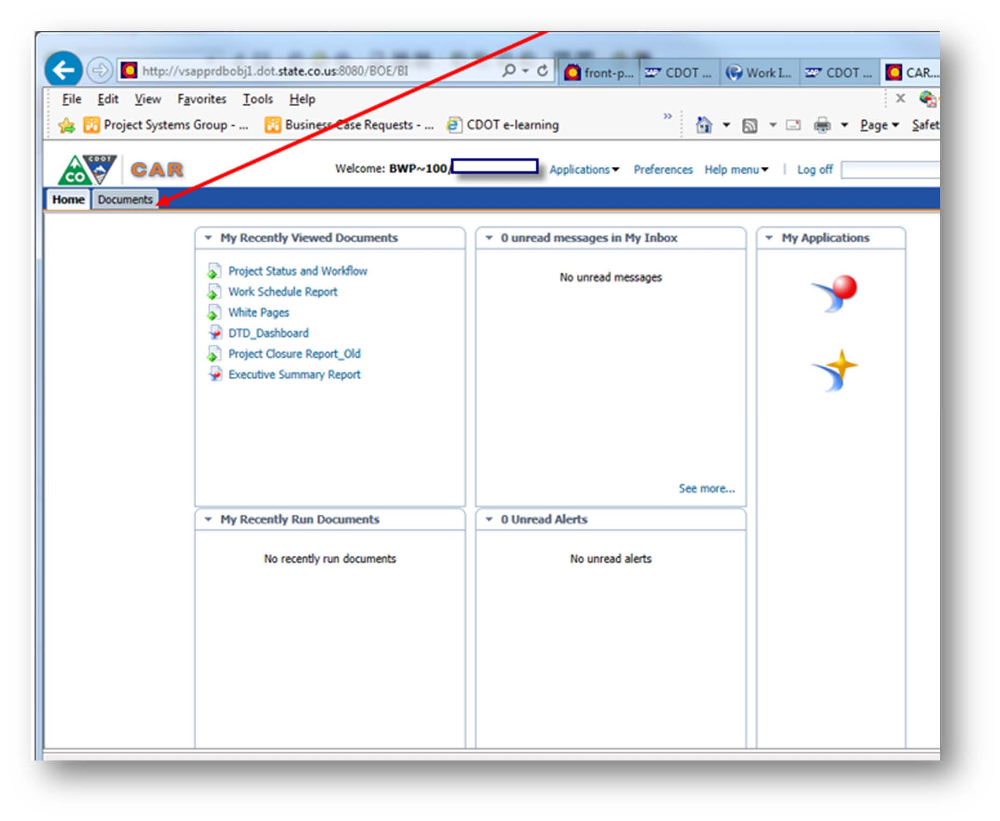 http://vsapprdbobj1.dot.state.co.us:8080/BOE/BI
front-p... CDOT ... Work I... CDOT ... CAR...
File Edit View Favorites Tools Help
Project Systems Group - ... Business Case Requests - ... CDOT e-learning » Page Safet
CO CDOT CAR Welcome: BWP~100/ Applications Preferences Help menu | Log off
Home Documents
My Recently Viewed Documents
Project Status and Workflow
Work Schedule Report
White Pages
DTD_Dashboard
Project Closure Report_Old
Executive Summary Report
0 unread messages in My Inbox
No unread messages
See more...
My Applications
My Recently Run Documents
No recently run documents
0 Unread Alerts
No unread alerts